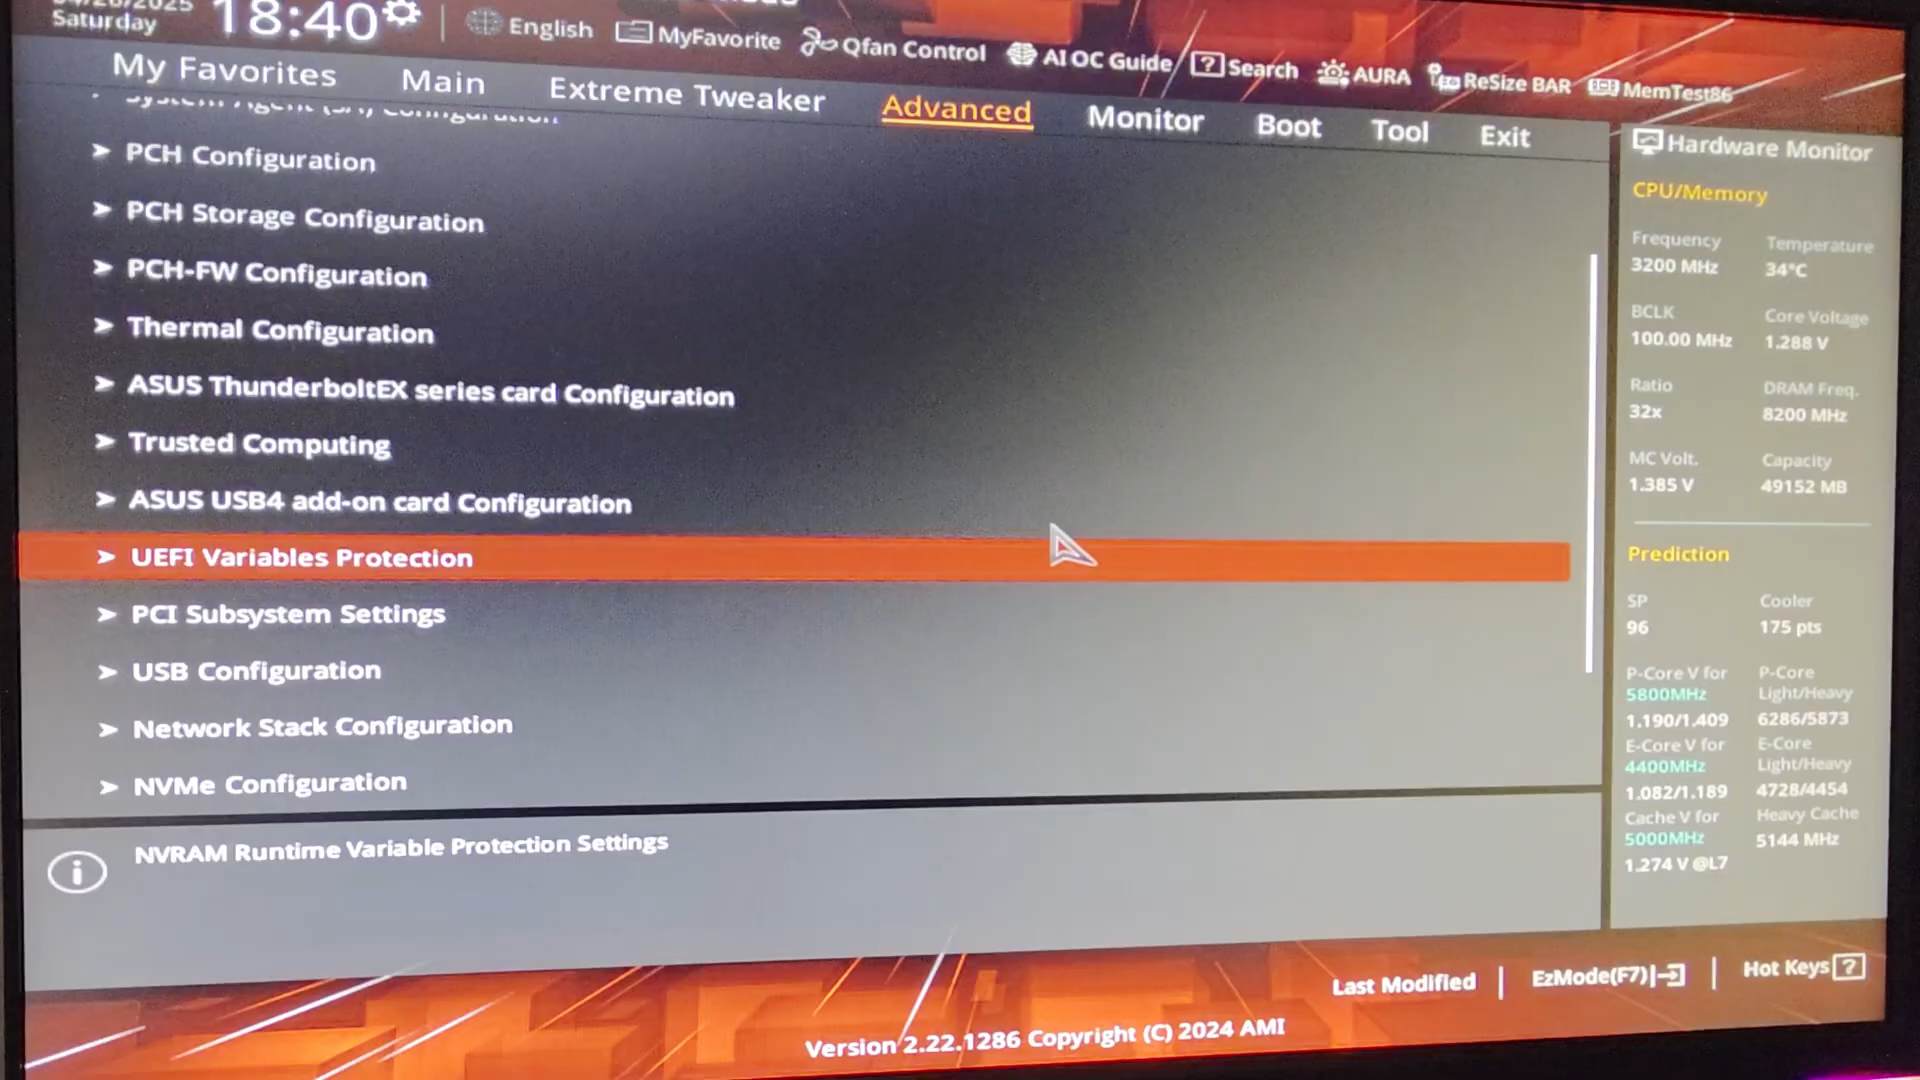 Saturday
18:40
English
MyFavorite
Qfan Control
AI OC Guide
Search
AURA
ReSize BAR
MemTest86
My Favorites
Main
Extreme Tweaker
Advanced
Monitor
Boot
Tool
Exit
PCH Configuration
PCH Storage Configuration
PCH-FW Configuration
Thermal Configuration
ASUS ThunderboltEX series card Configuration
Trusted Computing
ASUS USB4 add-on card Configuration
UEFI Variables Protection
PCI Subsystem Settings
USB Configuration
Network Stack Configuration
NVMe Configuration
NVRAM Runtime Variable Protection Settings
Hardware Monitor
CPU/Memory
Frequency Temperature
3200 MHz 34°C
BCLK Core Voltage
100.00 MHz 1.288 V
Ratio DRAM Freq.
32x 8200 MHz
MC Volt. Capacity
1.385 V 49152 MB
Prediction
SP Cooler
96 175 pts
P-Core V for P-Core
5800MHz Light/Heavy
1.190/1.409 6286/5873
E-Core V for E-Core
4400MHz Light/Heavy
1.082/1.189 4728/4454
Cache V for Heavy Cache
5000MHz 5144 MHz
1.274 V @L7
Last Modified
EzMode(F7)
Hot Keys ?
Version 2.22.1286 Copyright (C) 2024 AMI